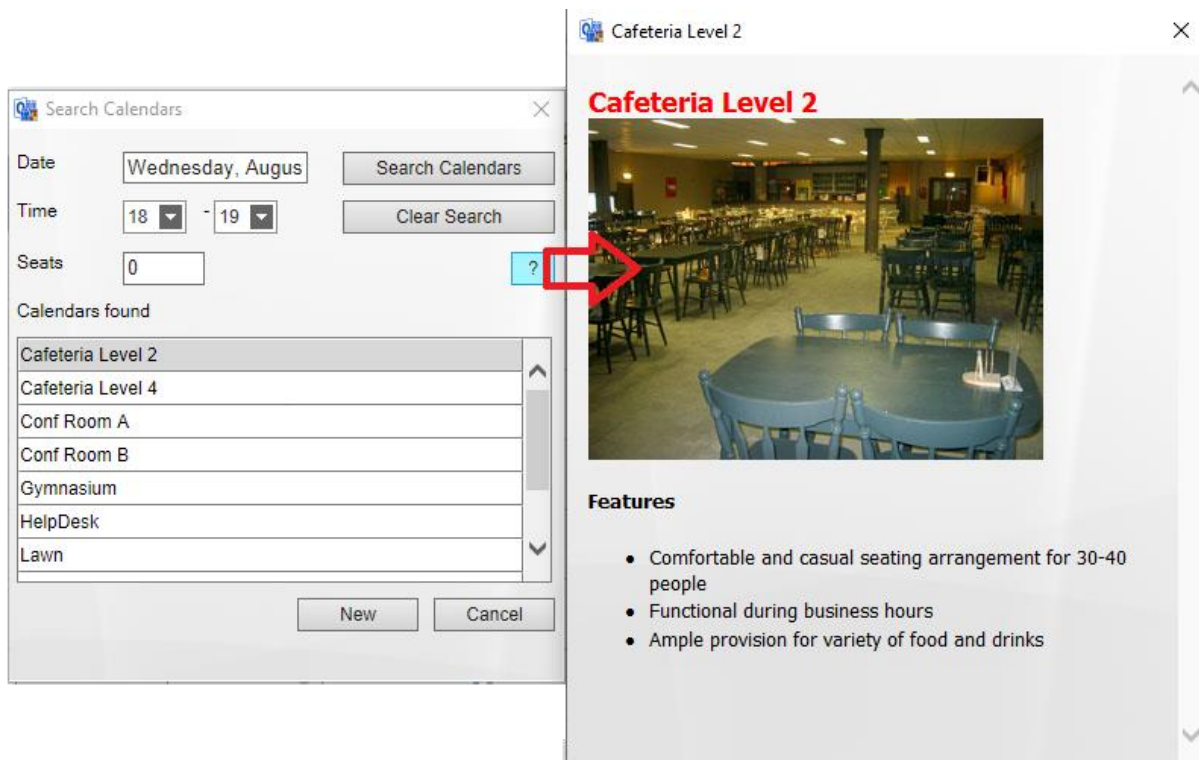 Search Calendars
Date
Wednesday, Augus
Search Calendars
Time
18
-
19
Clear Search
Seats
0
?
Calendars found
Cafeteria Level 2
Cafeteria Level 4
Conf Room A
Conf Room B
Gymnasium
HelpDesk
Lawn
New
Cancel
Cafeteria Level 2
Cafeteria Level 2
Features
• Comfortable and casual seating arrangement for 30-40
people
• Functional during business hours
• Ample provision for variety of food and drinks